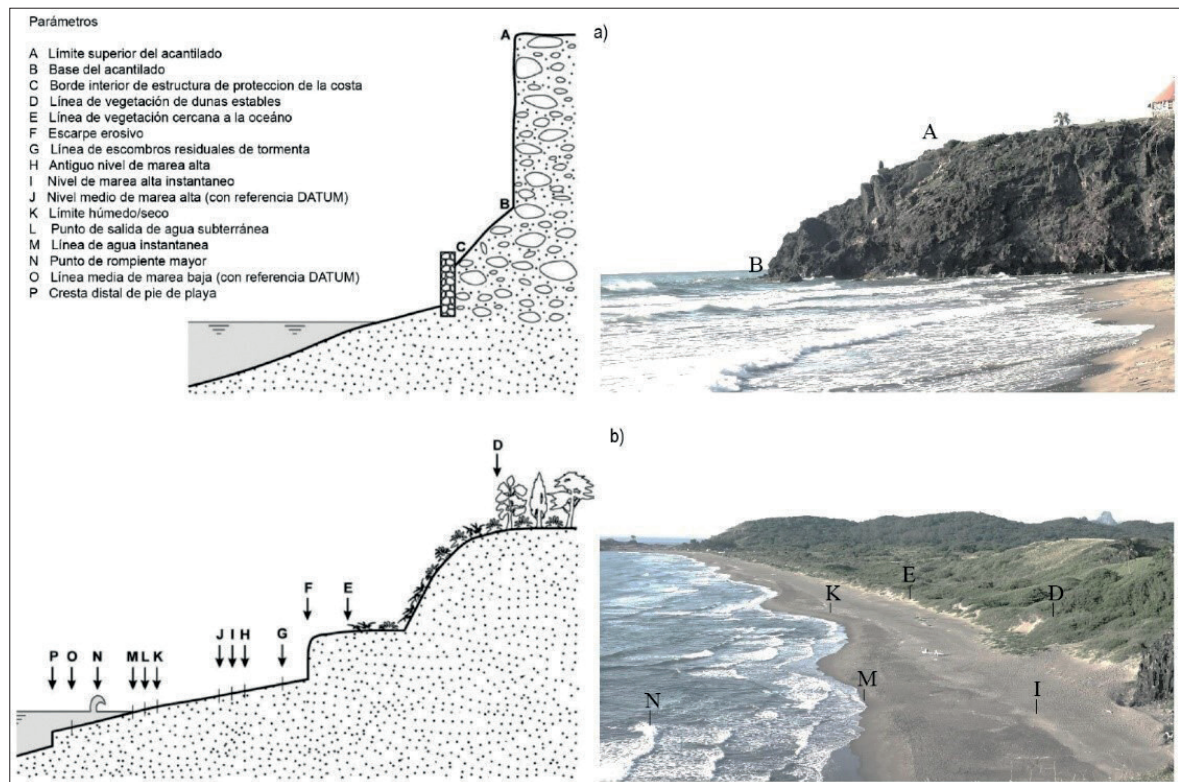 Parámetros
A Límite superior del acantilado
B Base del acantilado
C Borde interior de estructura de proteccion de la costa
D Línea de vegetación de dunas estables
E Línea de vegetación cercana a la oceáno
F Escarpe erosivo
G Línea de escombros residuales de tormenta
H Antiguo nivel de marea alta
I Nivel de marea alta instantaneo
J Nivel medio de marea alta (con referencia DATUM)
K Límite húmedo/seco
L Punto de salida de agua subterránea
M Línea de agua instantanea
N Punto de rompiente mayor
O Línea media de marea baja (con referencia DATUM)
P Cresta distal de pie de playa
A
B
C
a)
A
B
b)
D
F E
P O N M L K J I H G
E
K D
M
N I